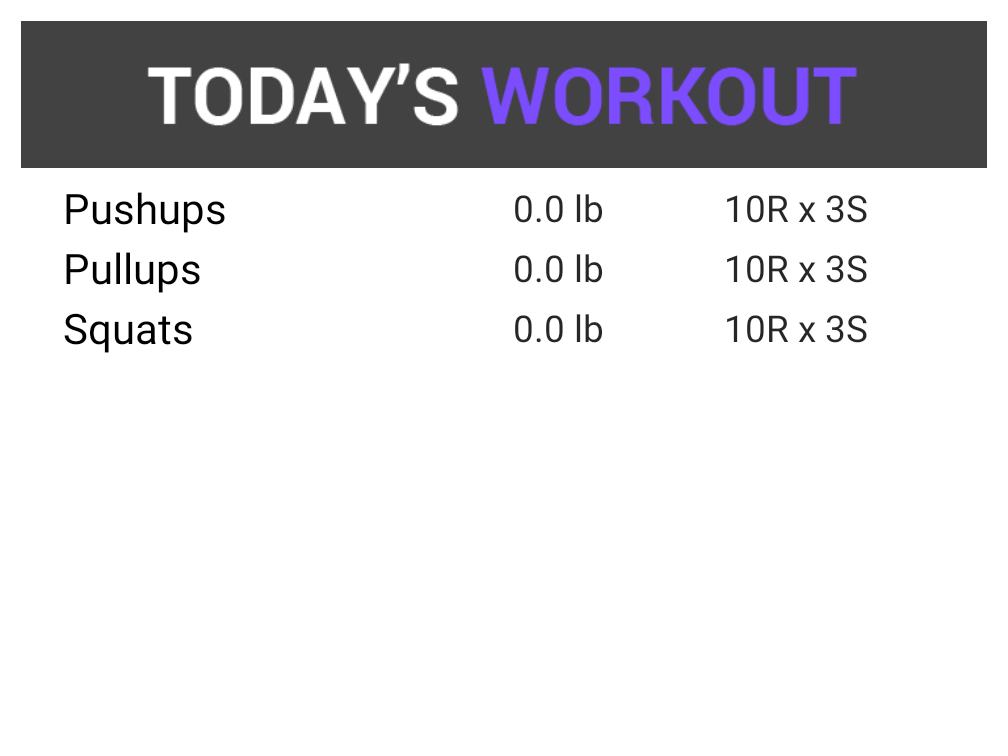 TODAY’S WORKOUT
Pushups 0.0 lb 10R x 3S
Pullups 0.0 lb 10R x 3S
Squats 0.0 lb 10R x 3S